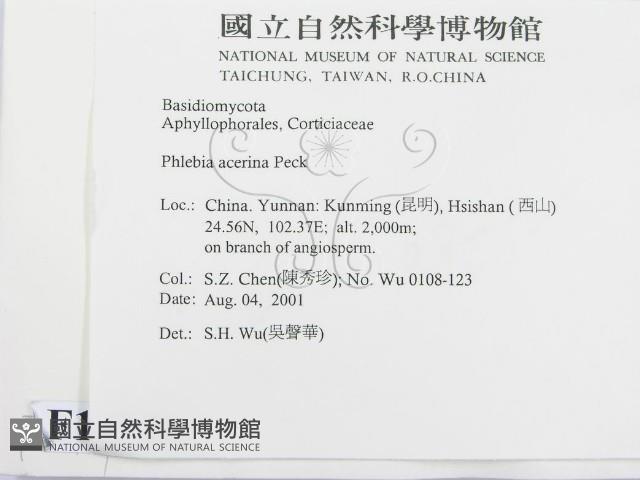 國立自然科學博物館
NATIONAL MUSEUM OF NATURAL SCIENCE
TAICHUNG, TAIWAN, R.O.CHINA
Basidiomycota
Aphyllophorales, Corticiaceae
Phlebia acerina Peck
Loc.: China. Yunnan: Kunming (昆明), Hsishan ( 西山)
24.56N, 102.37E; alt. 2,000m;
on branch of angiosperm.
Col.: S.Z. Chen(陳秀珍); No. Wu 0108-123
Date: Aug. 04, 2001
Det.: S.H. Wu(吳聲華)
F1
國立自然科學博物館
NATIONAL MUSEUM OF NATURAL SCIENCE